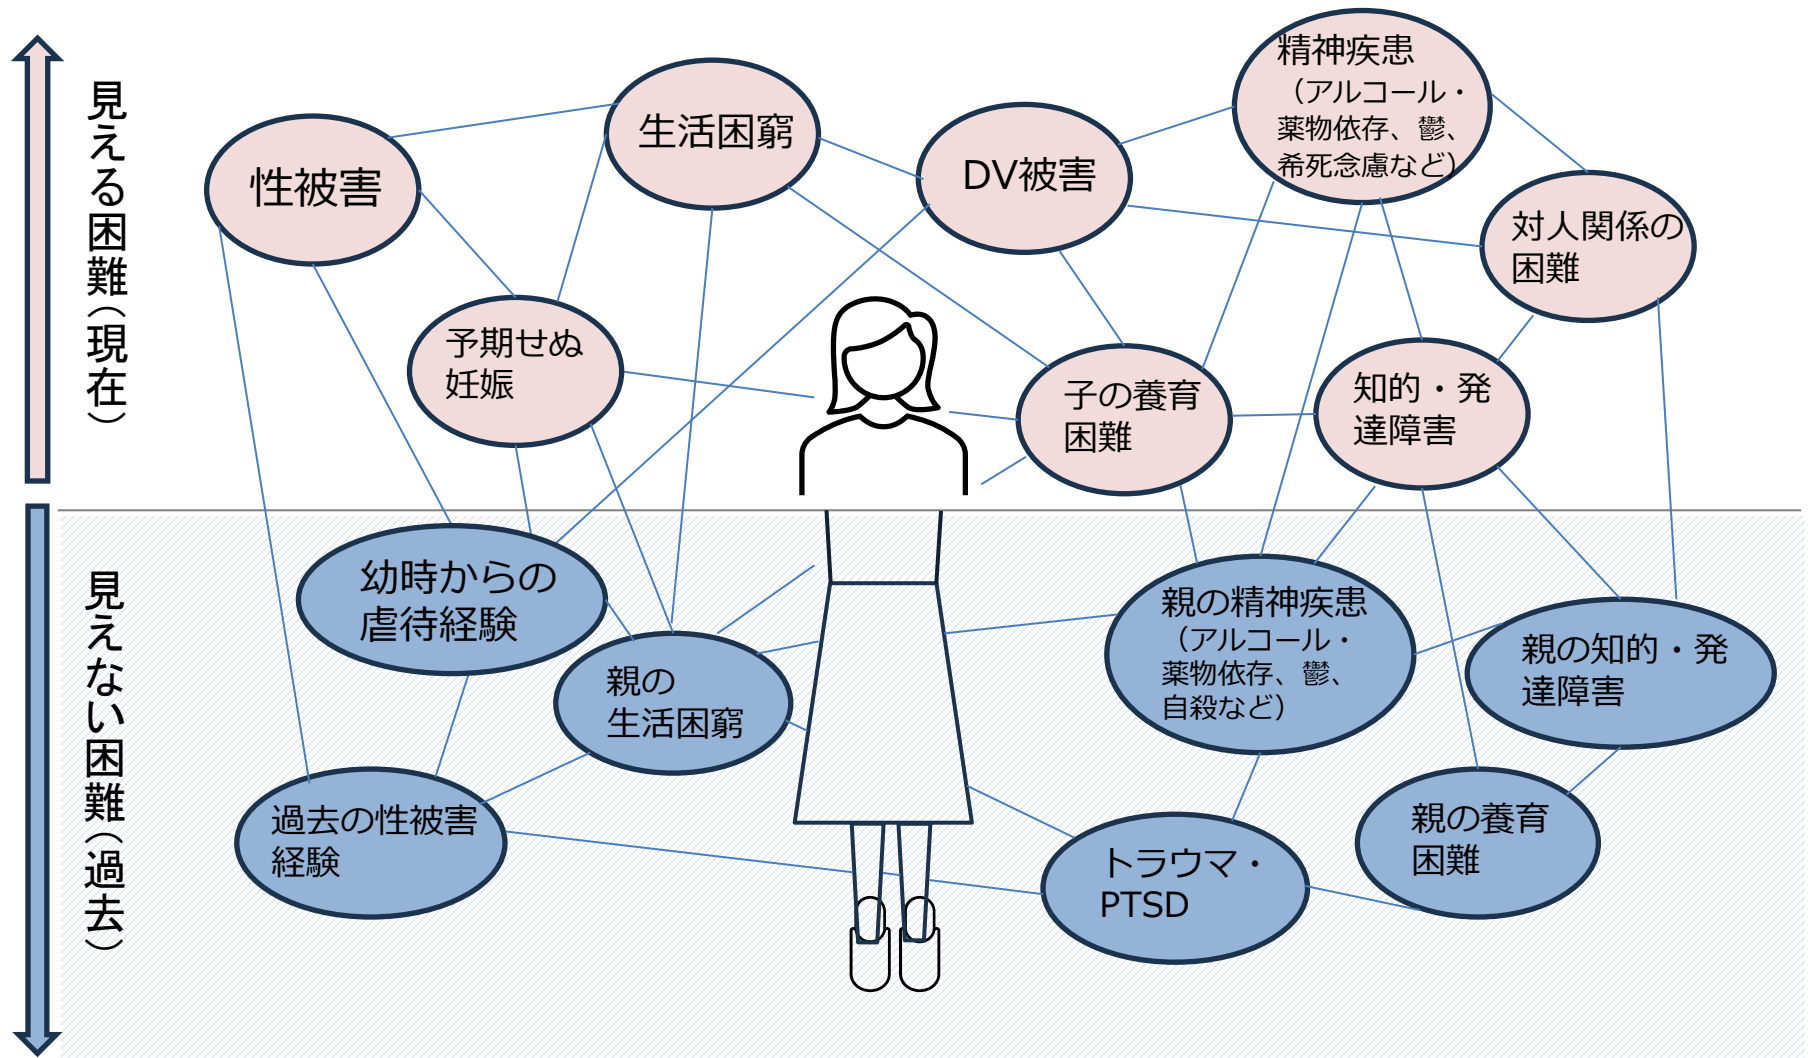 見える困難（現在）
性被害
生活困窮
DV被害
精神疾患
（アルコール・
薬物依存、鬱、
希死念慮など）
対人関係の
困難
予期せぬ
妊娠
子の養育
困難
知的・発
達障害
見えない困難（過去）
幼時からの
虐待経験
親の
生活困窮
親の精神疾患
（アルコール・
薬物依存、鬱、
自殺など）
親の知的・発
達障害
過去の性被害
経験
トラウマ・
PTSD
親の養育
困難